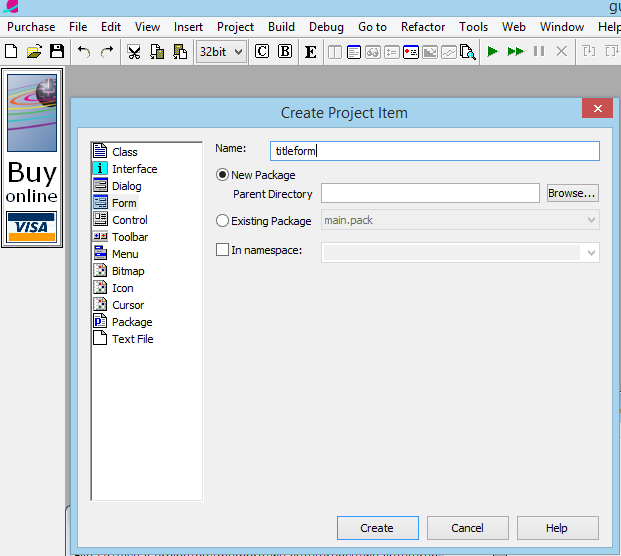 gu
Purchase File Edit View Insert Project Build Debug Go to Refactor Tools Web Window Help
32bit C B E
Create Project Item
Buy
online
VISA
Class
Interface
Dialog
Form
Control
Toolbar
Menu
Bitmap
Icon
Cursor
Package
Text File
Name: titleform
New Package
Parent Directory Browse...
Existing Package main.pack
In namespace:
Create Cancel Help